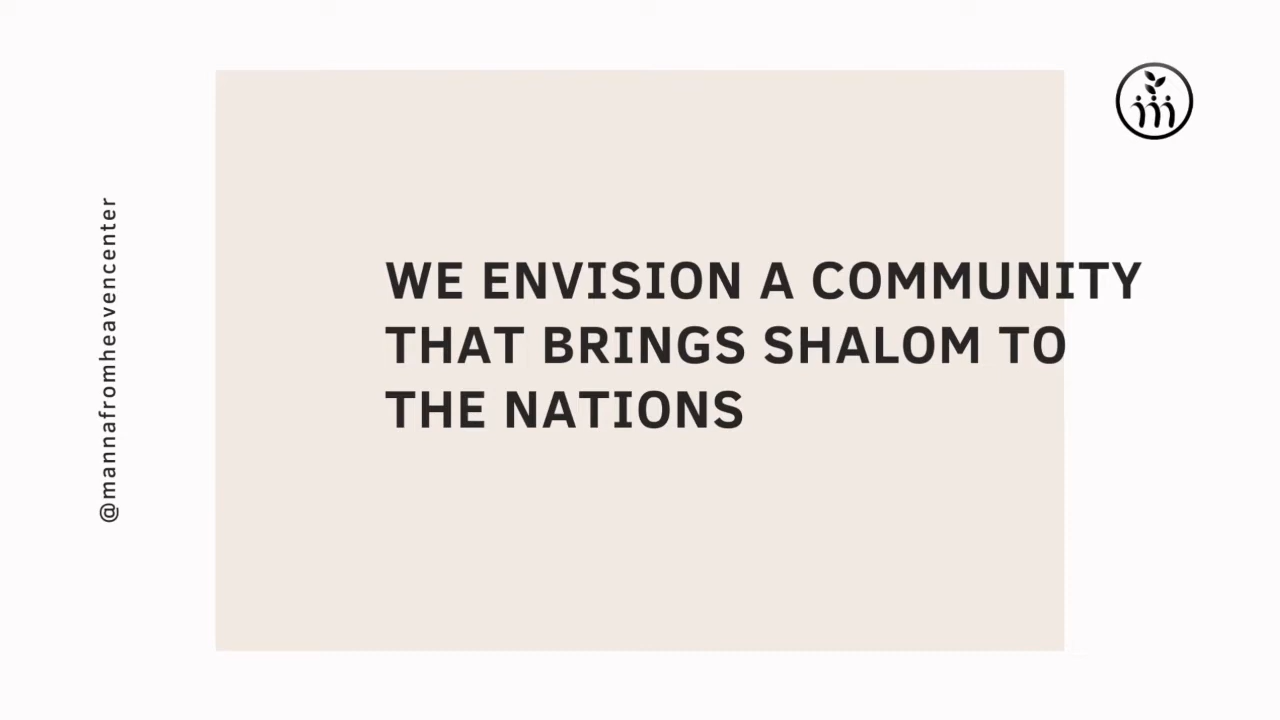 @mannafromheavencenter
WE ENVISION A COMMUNITY
THAT BRINGS SHALOM TO
THE NATIONS